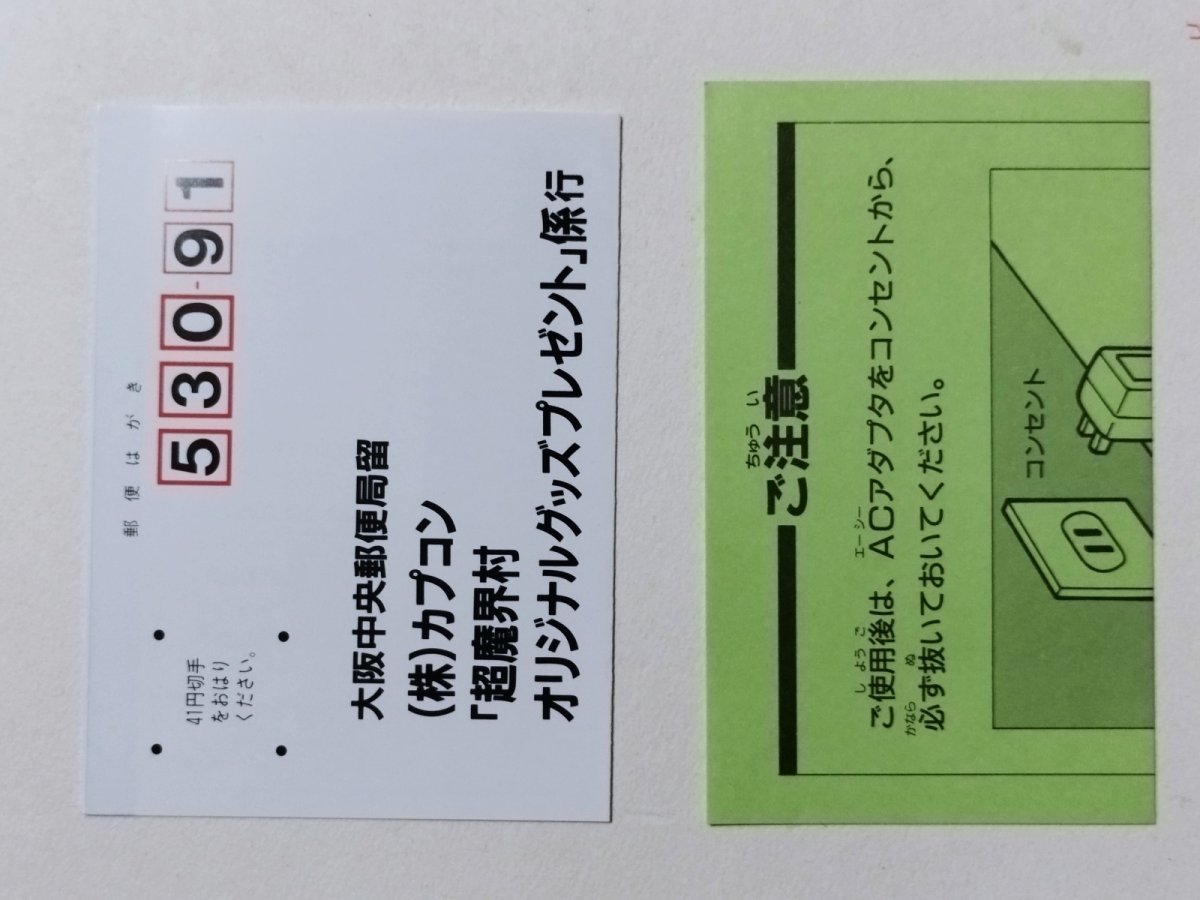 郵便はがき
530-91
41円切手
をおはり
ください。
大阪中央郵便局留
(株)カプコン
「超魔界村
オリジナルグッズプレゼント」係行
ちゅうい
ご注意
しようご エーシー
ご使用後は、ACアダプタをコンセントから、
かなら ぬ
必ず抜いておいてください。
コンセント